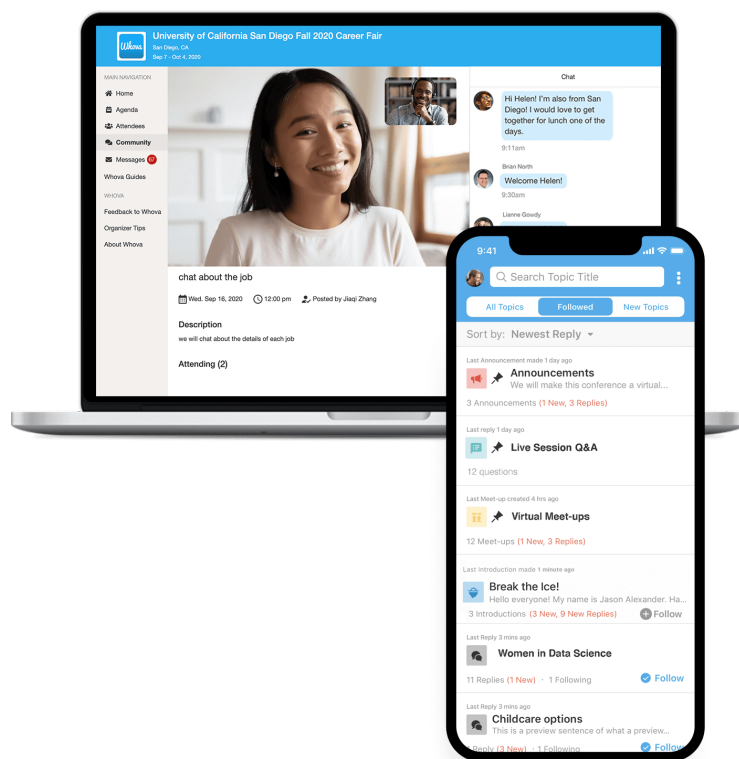 Whova
University of California San Diego Fall 2020 Career Fair
San Diego, CA
Sep 7 - Oct 4, 2020
MAIN NAVIGATION
Home
Agenda
Attendees
Community
Messages 67
Whova Guides
WHOVA
Feedback to Whova
Organizer Tips
About Whova
chat about the job
Wed. Sep 16, 2020 12:00 pm Posted by Jiaqi Zhang
Description
we will chat about the details of each job
Attending (2)
Chat
Hi Helen! I'm also from San
Diego! I would love to get
together for lunch one of the
days.
9:11am
Brian North
Welcome Helen!
9:30am
Lianne Gowdy
9:41
Search Topic Title
All Topics Followed New Topics
Sort by: Newest Reply
Last Announcement made 1 day ago
Announcements
We will make this conference a virtual...
3 Announcements (1 New, 3 Replies)
Last reply 1 day ago
Live Session Q&A
12 questions
Last Meet-up created 4 hrs ago
Virtual Meet-ups
12 Meet-ups (1 New, 3 Replies)
Last Introduction made 1 minute ago
Break the Ice!
Hello everyone! My name is Jason Alexander. Ha...
3 Introductions (3 New, 9 New Replies) Follow
Last Reply 3 mins ago
Women in Data Science
11 Replies (1 New) · 1 Following Follow
Last Reply 3 mins ago
Childcare options
This is a preview sentence of what a preview...
Reply (3 New) · 1 Following Follow